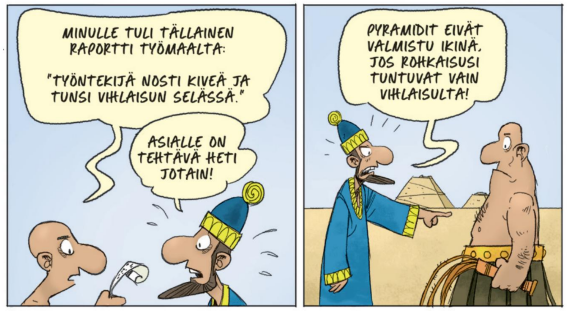 MINULLE TULI TÄLLAINEN
RAPORTTI TYÖMAALTA:
"TYÖNTEKIJÄ NOSTI KIVEÄ JA
TUNSI VIHLAISUN SELÄSSÄ."
ASIALLE ON
TEHTÄVÄ HETI
JOTAIN!
PYRAMIDIT EIVÄT
VALMISTU IKINÄ,
JOS ROHKAISUSI
TUNTUVAT VAIN
VIHLAISULTA!